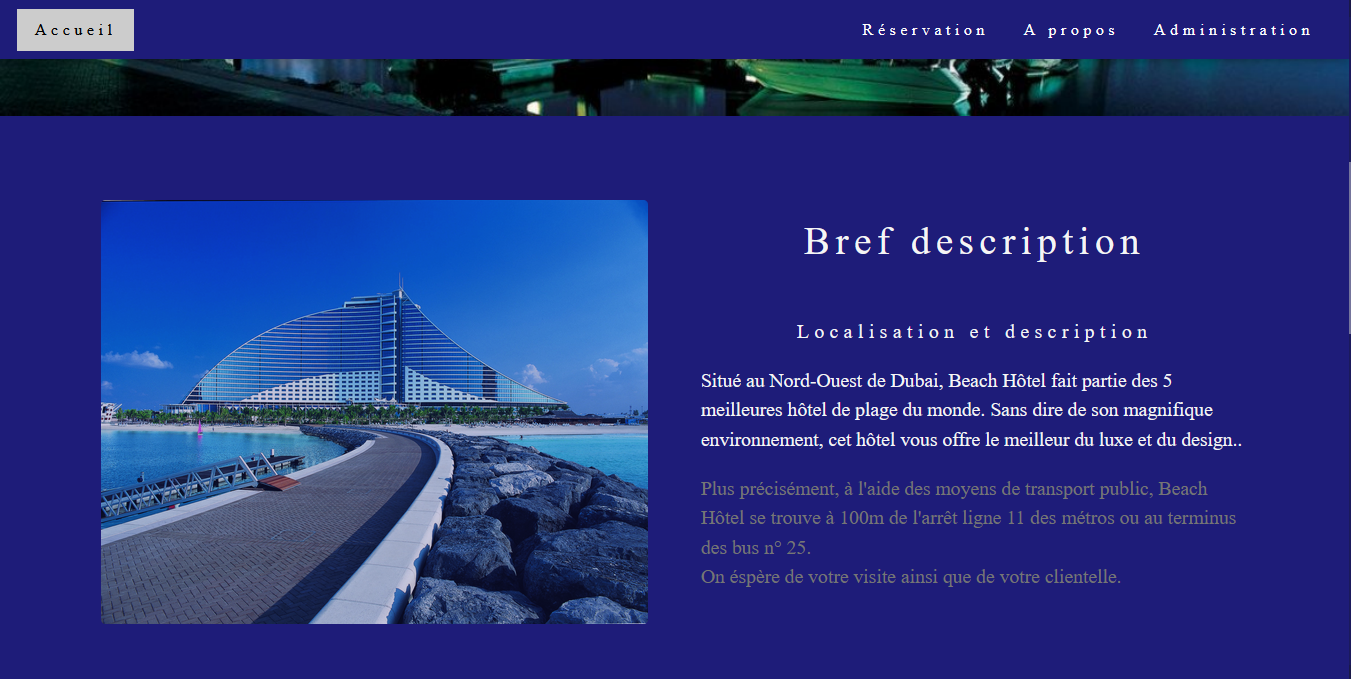 Accueil
Réservation
A propos
Administration
Bref description
Localisation et description
Situé au Nord-Ouest de Dubai, Beach Hôtel fait partie des 5
meilleures hôtel de plage du monde. Sans dire de son magnifique
environnement, cet hôtel vous offre le meilleur du luxe et du design..
Plus précisément, à l'aide des moyens de transport public, Beach
Hôtel se trouve à 100m de l'arrêt ligne 11 des métros ou au terminus
des bus n° 25.
On éspère de votre visite ainsi que de votre clientelle.